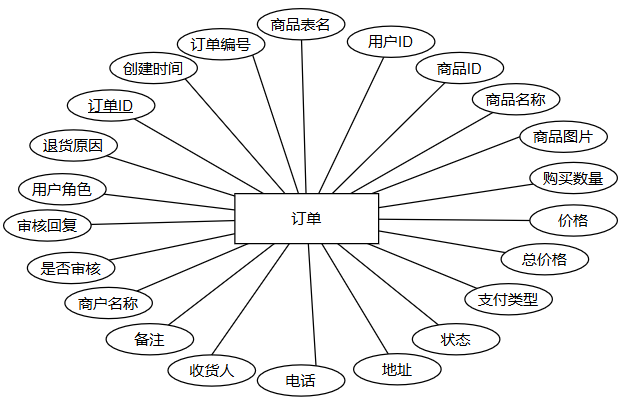 商品表名
订单编号
用户ID
创建时间
商品ID
订单ID
商品名称
退货原因
商品图片
用户角色
购买数量
审核回复
订单
价格
是否审核
总价格
商户名称
支付类型
备注
状态
收货人
地址
电话